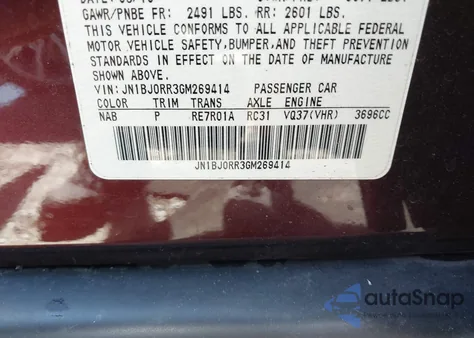 GAWR/PNBE FR: 2491 LBS. RR: 2601 LBS.
THIS VEHICLE CONFORMS TO ALL APPLICABLE FEDERAL
MOTOR VEHICLE SAFETY, BUMPER, AND THEFT PREVENTION
STANDARDS IN EFFECT ON THE DATE OF MANUFACTURE
SHOWN ABOVE.
VIN: JN1BJ0RR3GM269414 PASSENGER CAR
COLOR TRIM TRANS AXLE ENGINE
NAB P RE7R01A RC31 VQ37(VHR) 3696CC
JN1BJ0RR3GM269414
autoSnap